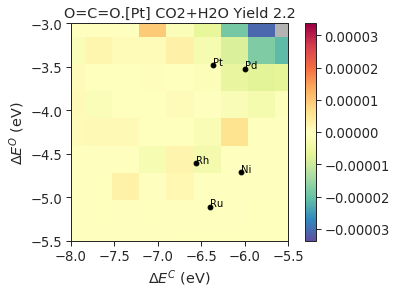 O=C=O.[Pt] CO2+H2O Yield 2.2
−3.0
−3.5
−4.0
−4.5
−5.0
−5.5
ΔE^O (eV)
Pt
Pd
Rh
Ni
Ru
−8.0 −7.5 −7.0 −6.5 −6.0 −5.5
ΔE^C (eV)
0.00003
0.00002
0.00001
0.00000
−0.00001
−0.00002
−0.00003